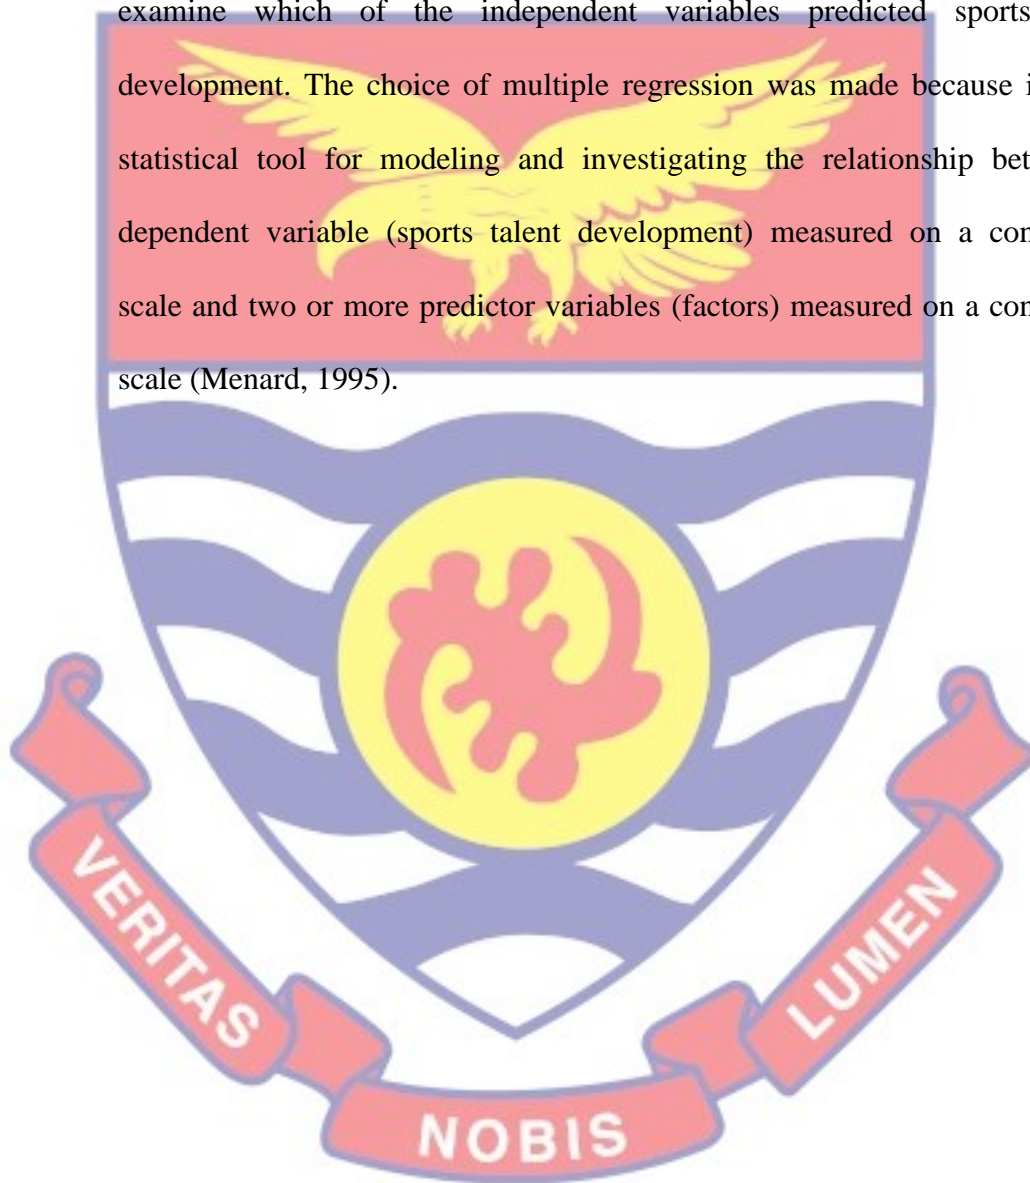 examine which of the independent variables predicted sports
development. The choice of multiple regression was made because i
statistical tool for modeling and investigating the relationship bet
dependent variable (sports talent development) measured on a con
scale and two or more predictor variables (factors) measured on a con
scale (Menard, 1995).
VERITAS
NOBIS
LUMEN